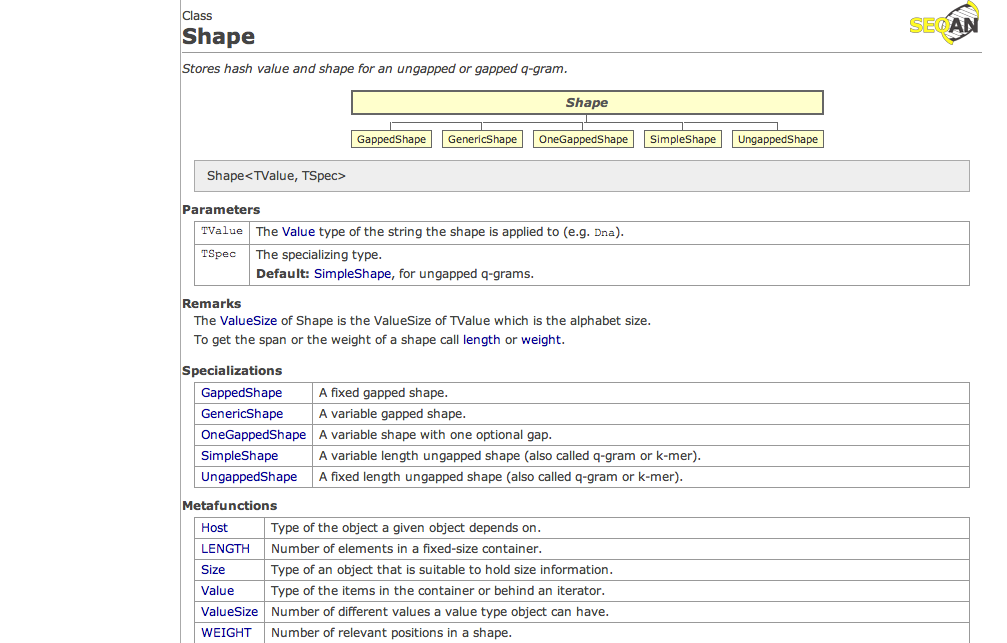 Class
Shape
SEQAN
Stores hash value and shape for an ungapped or gapped q-gram.
Shape
GappedShape GenericShape OneGappedShape SimpleShape UngappedShape
Shape<TValue, TSpec>
Parameters
TValue The Value type of the string the shape is applied to (e.g. Dna).
TSpec The specializing type.
Default: SimpleShape, for ungapped q-grams.
Remarks
The ValueSize of Shape is the ValueSize of TValue which is the alphabet size.
To get the span or the weight of a shape call length or weight.
Specializations
GappedShape A fixed gapped shape.
GenericShape A variable gapped shape.
OneGappedShape A variable shape with one optional gap.
SimpleShape A variable length ungapped shape (also called q-gram or k-mer).
UngappedShape A fixed length ungapped shape (also called q-gram or k-mer).
Metafunctions
Host Type of the object a given object depends on.
LENGTH Number of elements in a fixed-size container.
Size Type of an object that is suitable to hold size information.
Value Type of the items in the container or behind an iterator.
ValueSize Number of different values a value type object can have.
WEIGHT Number of relevant positions in a shape.